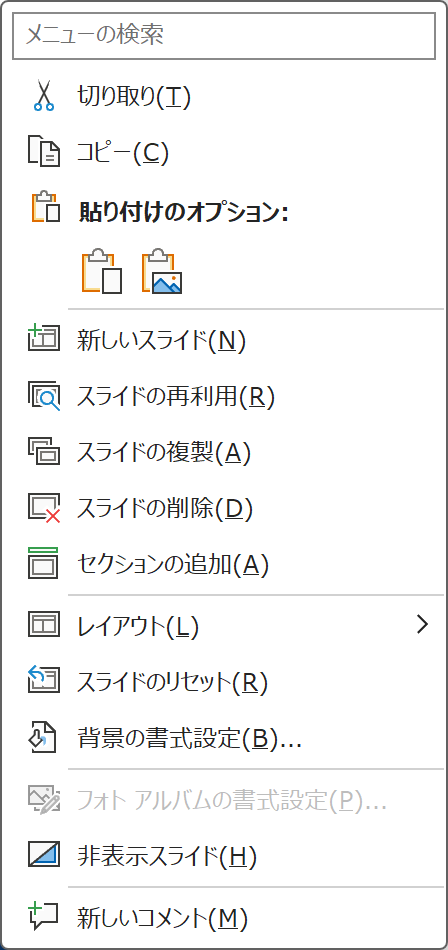 メニューの検索
切り取り(T)
コピー(C)
貼り付けのオプション:
新しいスライド(N)
スライドの再利用(R)
スライドの複製(A)
スライドの削除(D)
セクションの追加(A)
レイアウト(L)
スライドのリセット(R)
背景の書式設定(B)...
フォト アルバムの書式設定(P)...
非表示スライド(H)
新しいコメント(M)